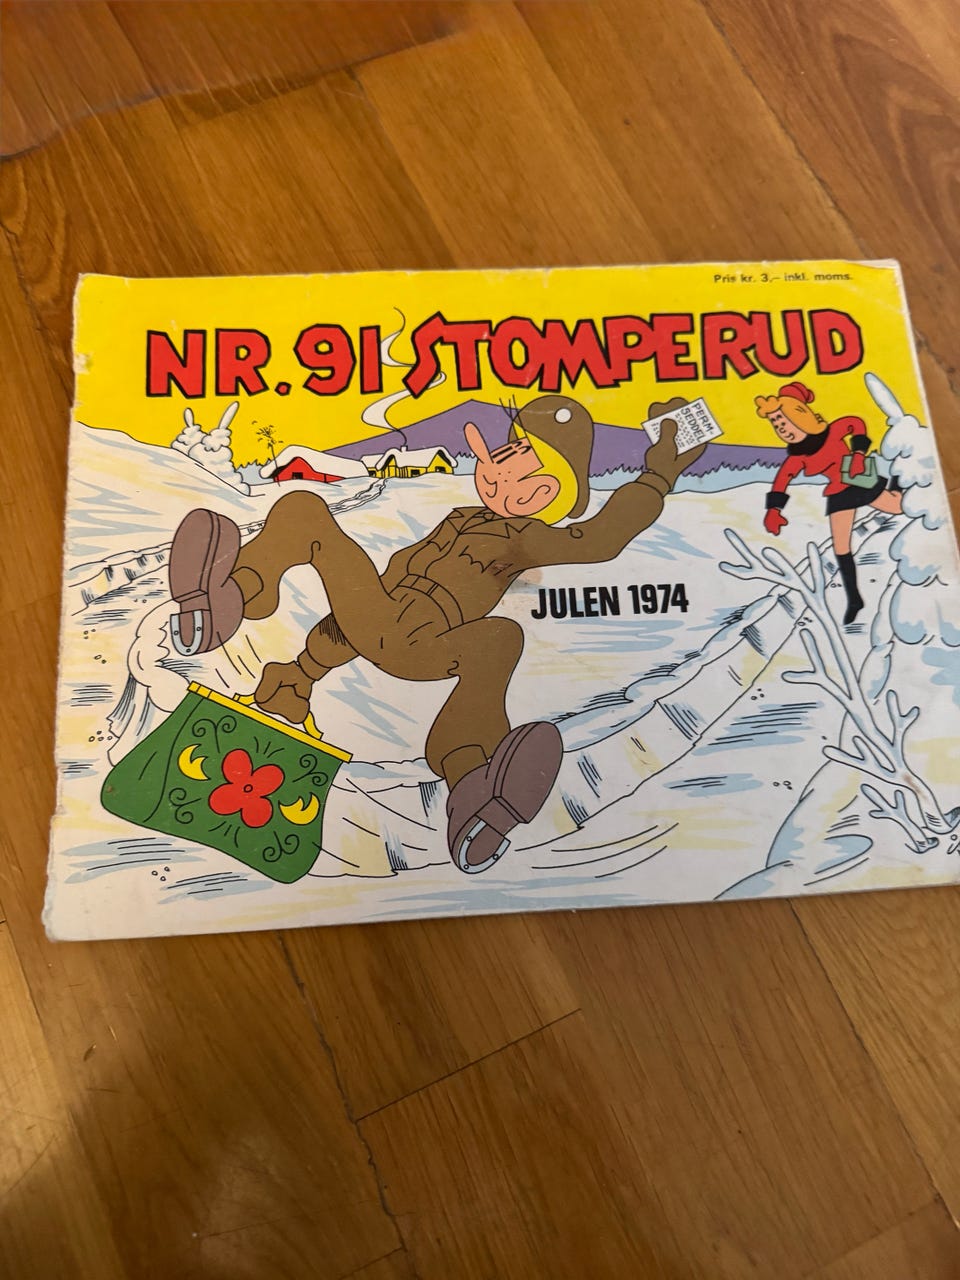 Pris kr. 3,– inkl. moms.
NR. 91 STOMPERUD
PERM-
SEDDEL
JULEN 1974